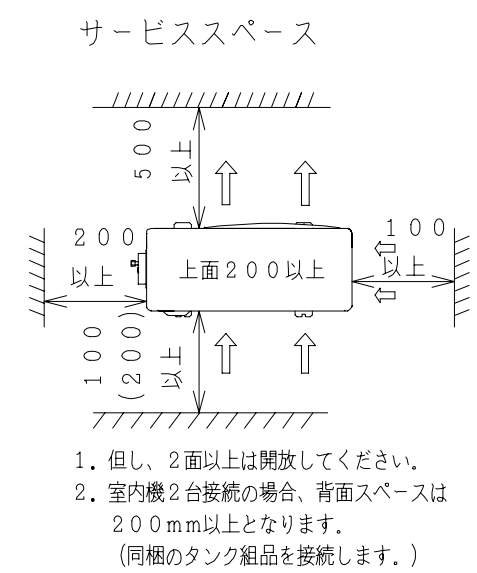 サービススペース
500
以上
200
以上
上面200以上
100
以上
100
(200)
以上
1．但し、2面以上は開放してください。
2．室内機2台接続の場合、背面スペースは
200mm以上となります。
(同梱のタンク組品を接続します。)